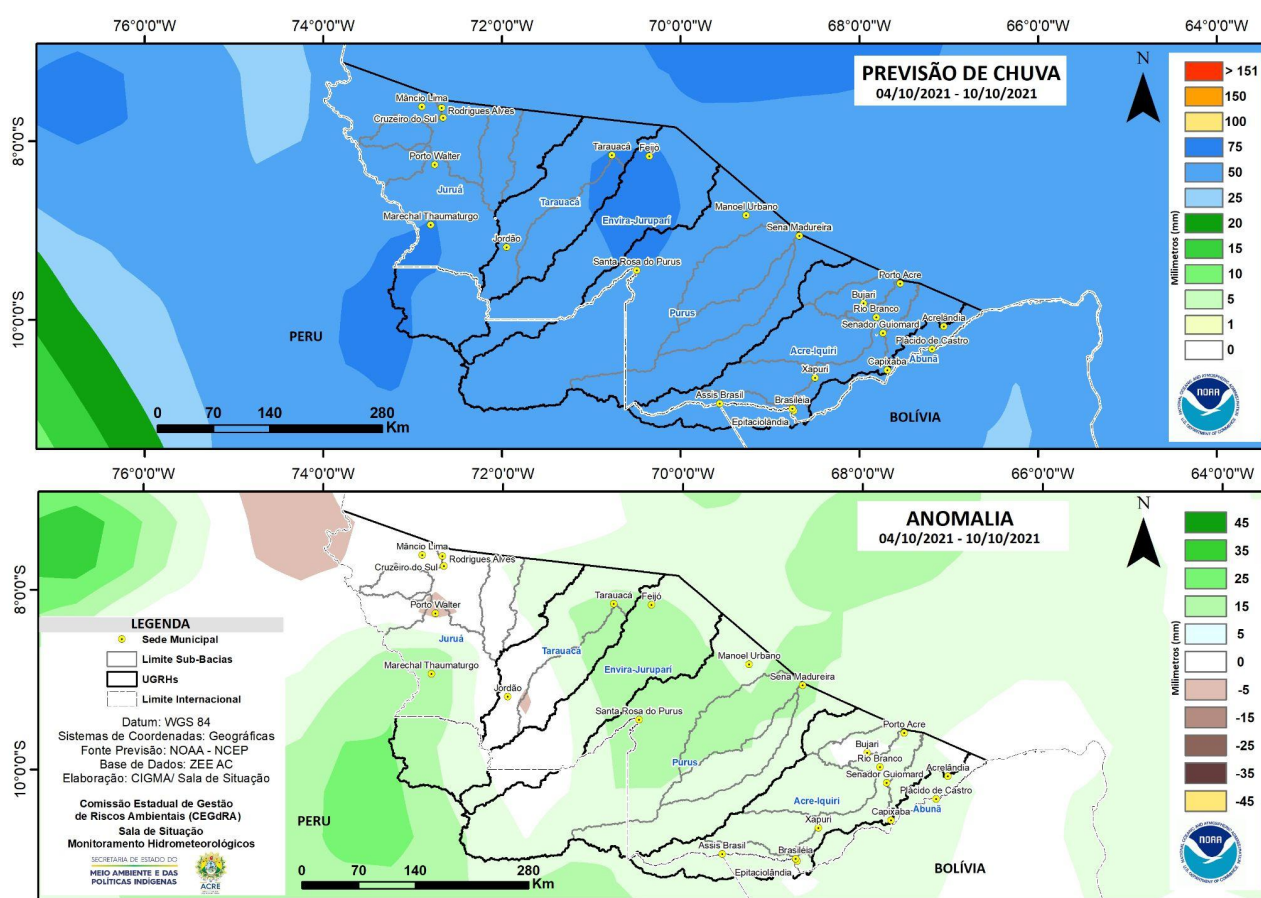 76°0'0"W 74°0'0"W 72°0'0"W 70°0'0"W 68°0'0"W 66°0'0"W 64°0'0"W
PREVISÃO DE CHUVA
04/10/2021 - 10/10/2021
N
Milimetros (mm)
> 151
150
100
75
50
25
20
15
10
5
1
0
8°0'0"S
10°0'0"S
Mâncio Lima
Rodrigues Alves
Cruzeiro do Sul
Porto Walter
Juruá
Marechal Thaumaturgo
Tarauacá
Feijó
Tarauacá
Envira-Jurupari
Jordão
Manoel Urbano
Sena Madureira
Santa Rosa do Purus
Purus
Porto Acre
Bujari
Rio Branco
Acrelândia
Senador Guiomard
Plácido de Castro
Abunã
Acre-Iquiri
Capixaba
Xapuri
Assis Brasil
Brasiléia
Epitaciolândia
PERU
BOLÍVIA
0 70 140 280
Km
NOAA
76°0'0"W 74°0'0"W 72°0'0"W 70°0'0"W 68°0'0"W 66°0'0"W 64°0'0"W
ANOMALIA
04/10/2021 - 10/10/2021
N
Milimetros (mm)
45
35
25
15
5
0
-5
-15
-25
-35
-45
8°0'0"S
10°0'0"S
Mâncio Lima
Rodrigues Alves
Cruzeiro do Sul
Porto Walter
Juruá
Marechal Thaumaturgo
Tarauacá
Feijó
Tarauacá
Envira-Jurupari
Jordão
Manoel Urbano
Sena Madureira
Santa Rosa do Purus
Purus
Porto Acre
Bujari
Rio Branco
Acrelândia
Senador Guiomard
Plácido de Castro
Abunã
Acre-Iquiri
Capixaba
Xapuri
Assis Brasil
Brasiléia
Epitaciolândia
PERU
BOLÍVIA
0 70 140 280
Km
NOAA
LEGENDA
Sede Municipal
Limite Sub-Bacias
UGRHs
Limite Internacional
Datum: WGS 84
Sistemas de Coordenadas: Geográficas
Fonte Previsão: NOAA - NCEP
Base de Dados: ZEE AC
Elaboração: CIGMA/ Sala de Situação
Comissão Estadual de Gestão
de Riscos Ambientais (CEGdRA)
Sala de Situação
Monitoramento Hidrometeorológicos
SECRETARIA DE ESTADO DO
MEIO AMBIENTE E DAS
POLÍTICAS INDÍGENAS
ACRE